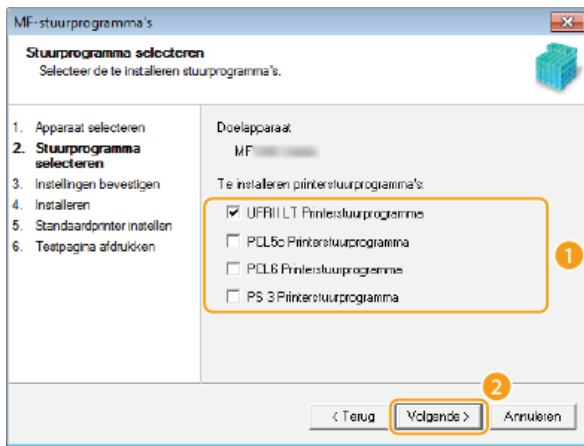 MF-stuurprogramma's
Stuurprogramma selecteren
Selecteer de te installeren stuurprogramma's.
1. Apparaat selecteren
2. Stuurprogramma
selecteren
3. Instellingen bevestigen
4. Installeren
5. Standaardprinter instellen
6. Testpagina afdrukken
Doelapparaat
MF
Te installeren printerstuurprogramma's:
UFRII LT Printerstuurprogramma
PCL5c Printerstuurprogramma
PCL6 Printerstuurprogramma
PS 3 Printerstuurprogramma
1
2
< Terug
Volgende >
Annuleren